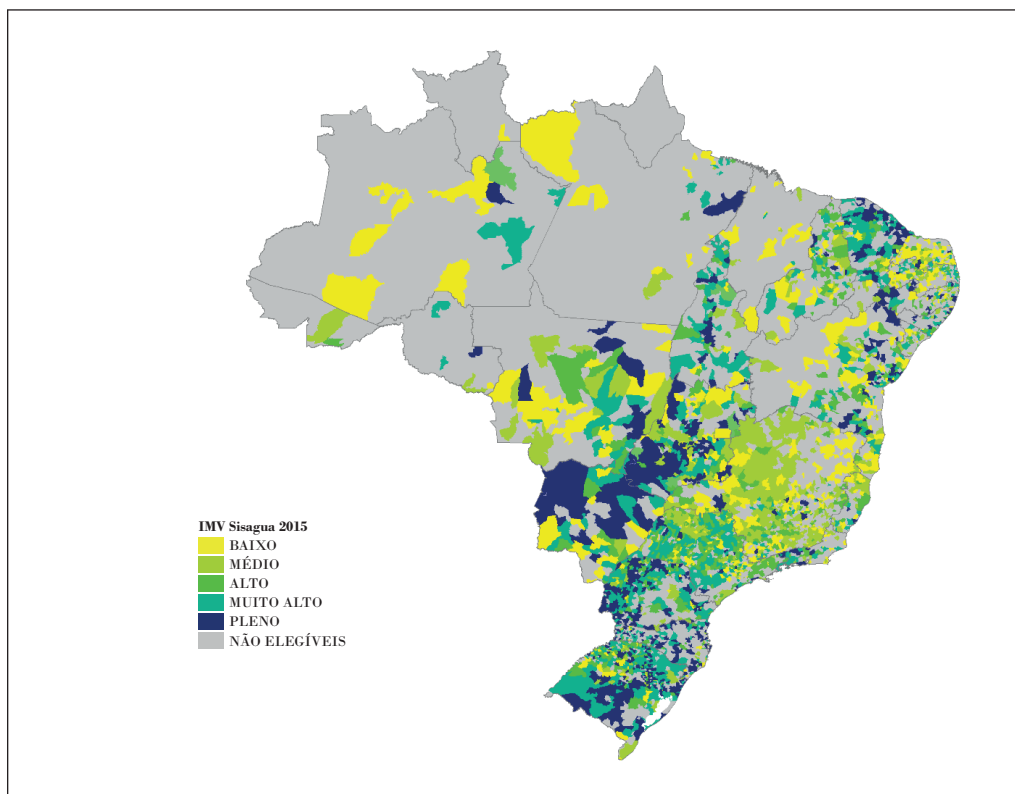 IMV Sisagua 2015
BAIXO
MÉDIO
ALTO
MUITO ALTO
PLENO
NÃO ELEGÍVEIS